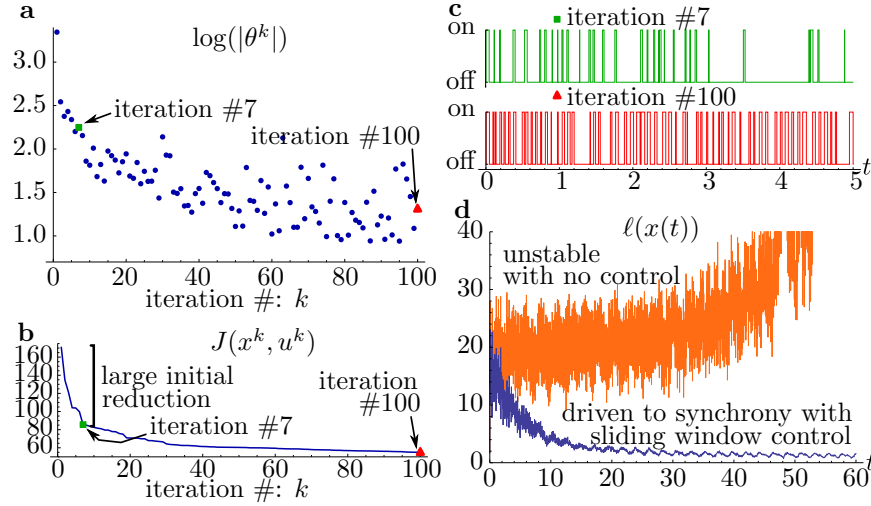 a
log(|θ^k|)
3.0
2.5
2.0
1.5
1.0
iteration #7
iteration #100
0
20
40
60
80
100
iteration #: k
b
J(x^k, u^k)
160
140
120
100
80
60
large initial
reduction
iteration #7
iteration
#100
0
20
40
60
80
100
iteration #: k
c
iteration #7
on
off
iteration #100
on
off
0
1
2
3
4
5
t
d
ℓ(x(t))
40
30
20
10
0
unstable
with no control
driven to synchrony with
sliding window control
0
10
20
30
40
50
60
t